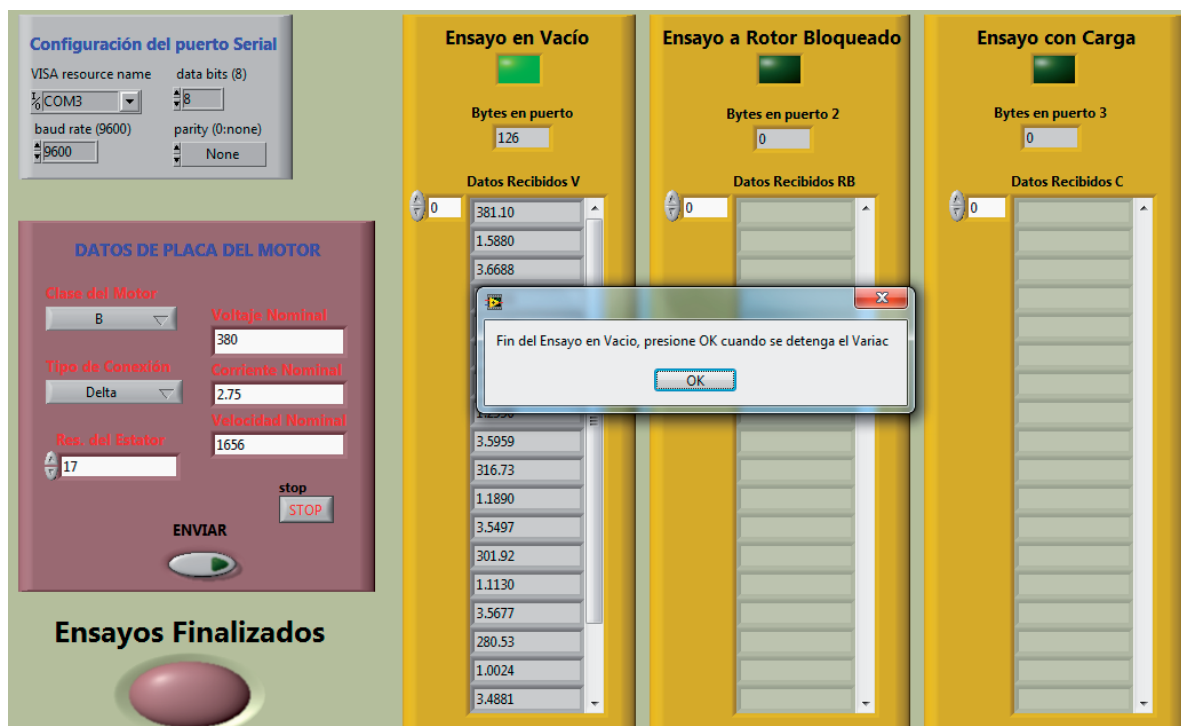 Configuración del puerto Serial
VISA resource name
data bits (8)
COM3
8
baud rate (9600)
parity (0:none)
9600
None
DATOS DE PLACA DEL MOTOR
Clase del Motor
B
Voltaje Nominal
380
Tipo de Conexión
Delta
Corriente Nominal
2.75
Velocidad Nominal
1656
Res. del Estator
17
stop
STOP
ENVIAR
Ensayos Finalizados
Ensayo en Vacío
Bytes en puerto
126
Datos Recibidos V
0
381.10
1.5880
3.6688
3.5959
316.73
1.1890
3.5497
301.92
1.1130
3.5677
280.53
1.0024
3.4881
Ensayo a Rotor Bloqueado
Bytes en puerto 2
0
Datos Recibidos RB
0
Ensayo con Carga
Bytes en puerto 3
0
Datos Recibidos C
0
Fin del Ensayo en Vacio, presione OK cuando se detenga el Variac
OK